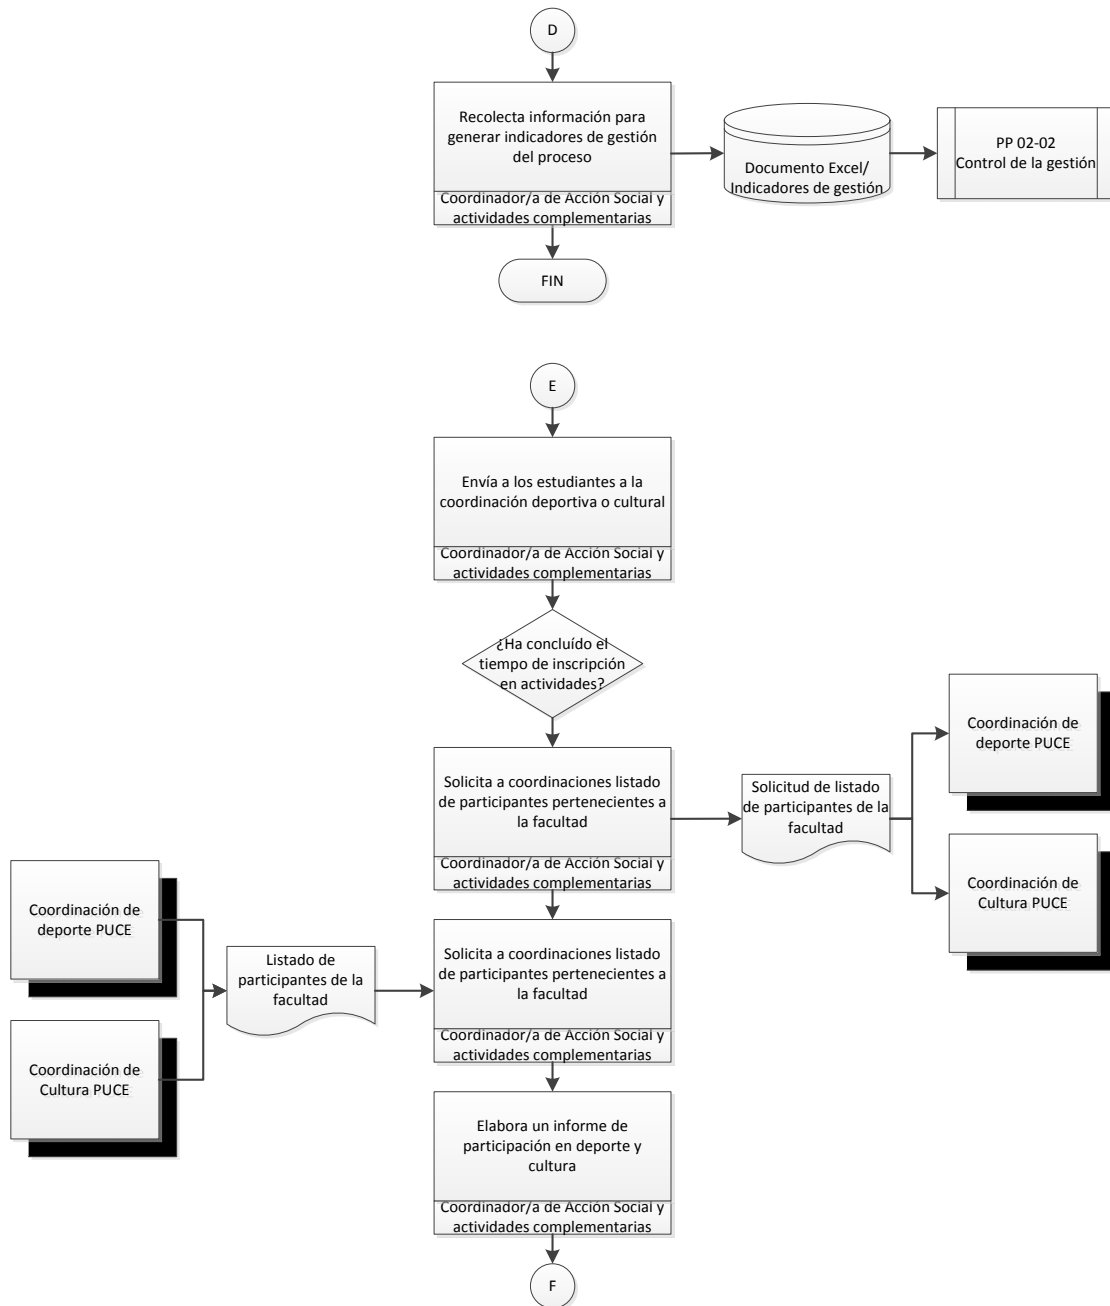 D
Recolecta información para
generar indicadores de gestión
del proceso
Coordinador/a de Acción Social y
actividades complementarias
Documento Excel/
Indicadores de gestión
PP 02-02
Control de la gestión
FIN
E
Envía a los estudiantes a la
coordinación deportiva o cultural
Coordinador/a de Acción Social y
actividades complementarias
¿Ha concluído el
tiempo de inscripción
en actividades?
Solicita a coordinaciones listado
de participantes pertenecientes a
la facultad
Coordinador/a de Acción Social y
actividades complementarias
Solicitud de listado
de participantes de la
facultad
Coordinación de
deporte PUCE
Coordinación de
Cultura PUCE
Coordinación de
deporte PUCE
Coordinación de
Cultura PUCE
Listado de
participantes de la
facultad
Solicita a coordinaciones listado
de participantes pertenecientes a
la facultad
Coordinador/a de Acción Social y
actividades complementarias
Elabora un informe de
participación en deporte y
cultura
Coordinador/a de Acción Social y
actividades complementarias
F